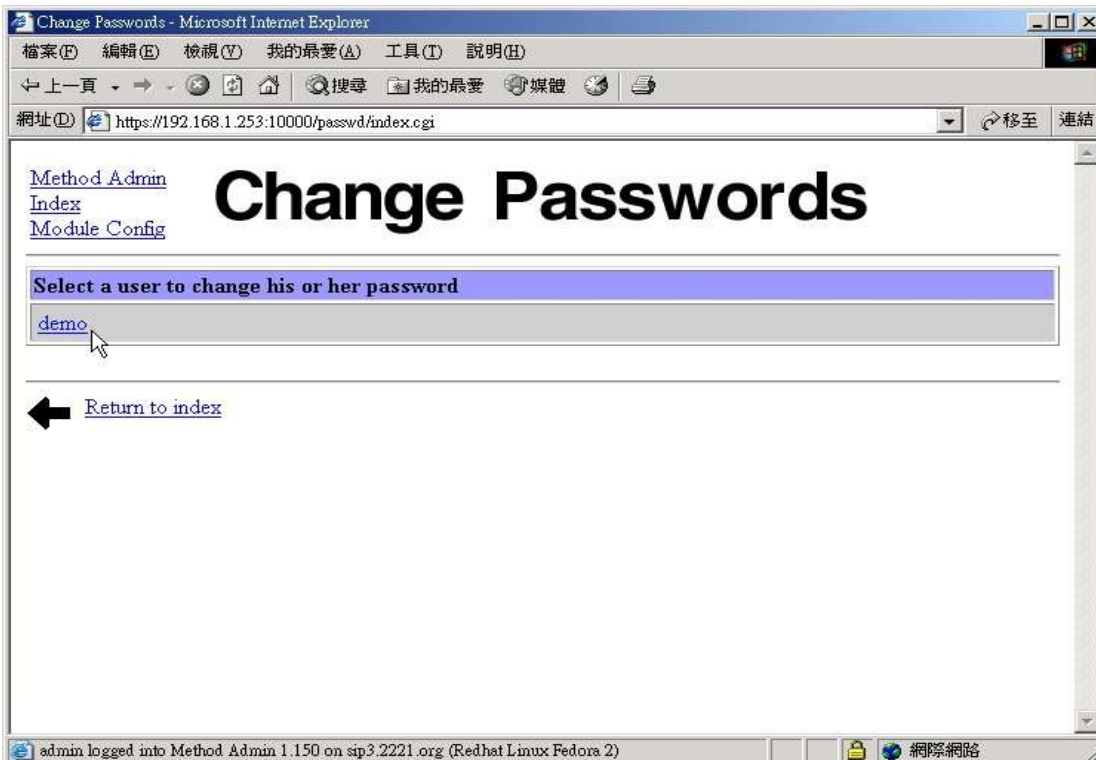 Change Passwords - Microsoft Internet Explorer
檔案(F) 編輯(E) 檢視(V) 我的最愛(A) 工具(T) 說明(H)
上一頁 搜尋 我的最愛 媒體
網址(D) https://192.168.1.253:10000/passwd/index.cgi 移至 連結
Method Admin
Index
Module Config
Change Passwords
Select a user to change his or her password
demo
Return to index
admin logged into Method Admin 1.150 on sip3.2221.org (Redhat Linux Fedora 2) 網際網路